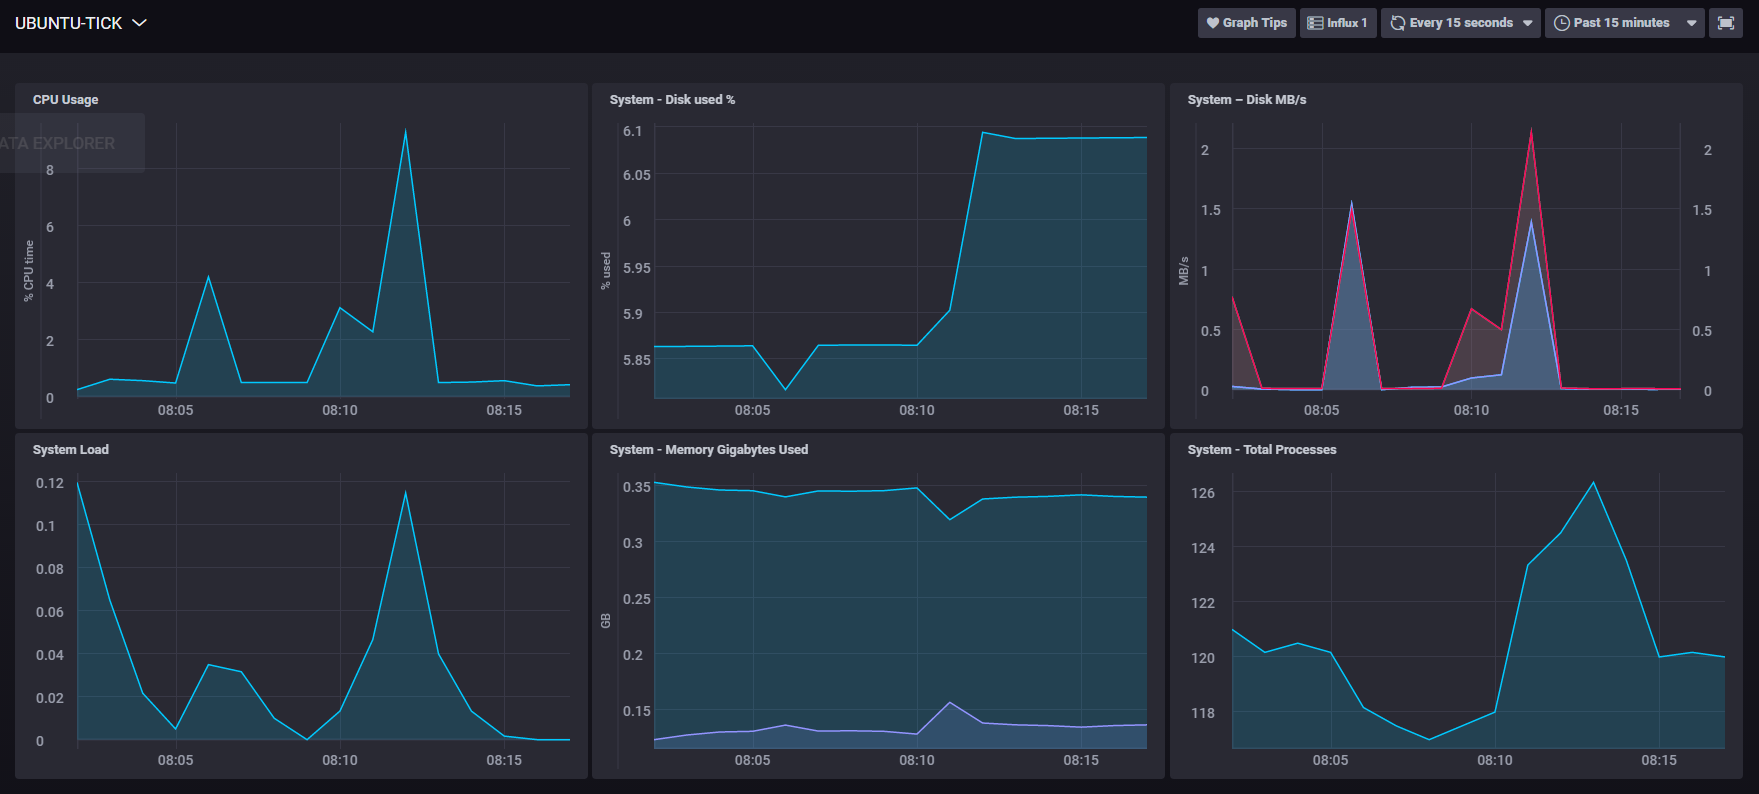 UBUNTU-TICK
Graph Tips
Influx 1
Every 15 seconds
Past 15 minutes
CPU Usage
ATA EXPLORER
% CPU time
8
6
4
2
0
08:05 08:10 08:15
System - Disk used %
% used
6.1
6.05
6
5.95
5.9
5.85
08:05 08:10 08:15
System – Disk MB/s
MB/s
2 2
1.5 1.5
1 1
0.5 0.5
0 0
08:05 08:10 08:15
System Load
0.12
0.1
0.08
0.06
0.04
0.02
0
08:05 08:10 08:15
System - Memory Gigabytes Used
GB
0.35
0.3
0.25
0.2
0.15
08:05 08:10 08:15
System - Total Processes
126
124
122
120
118
08:05 08:10 08:15